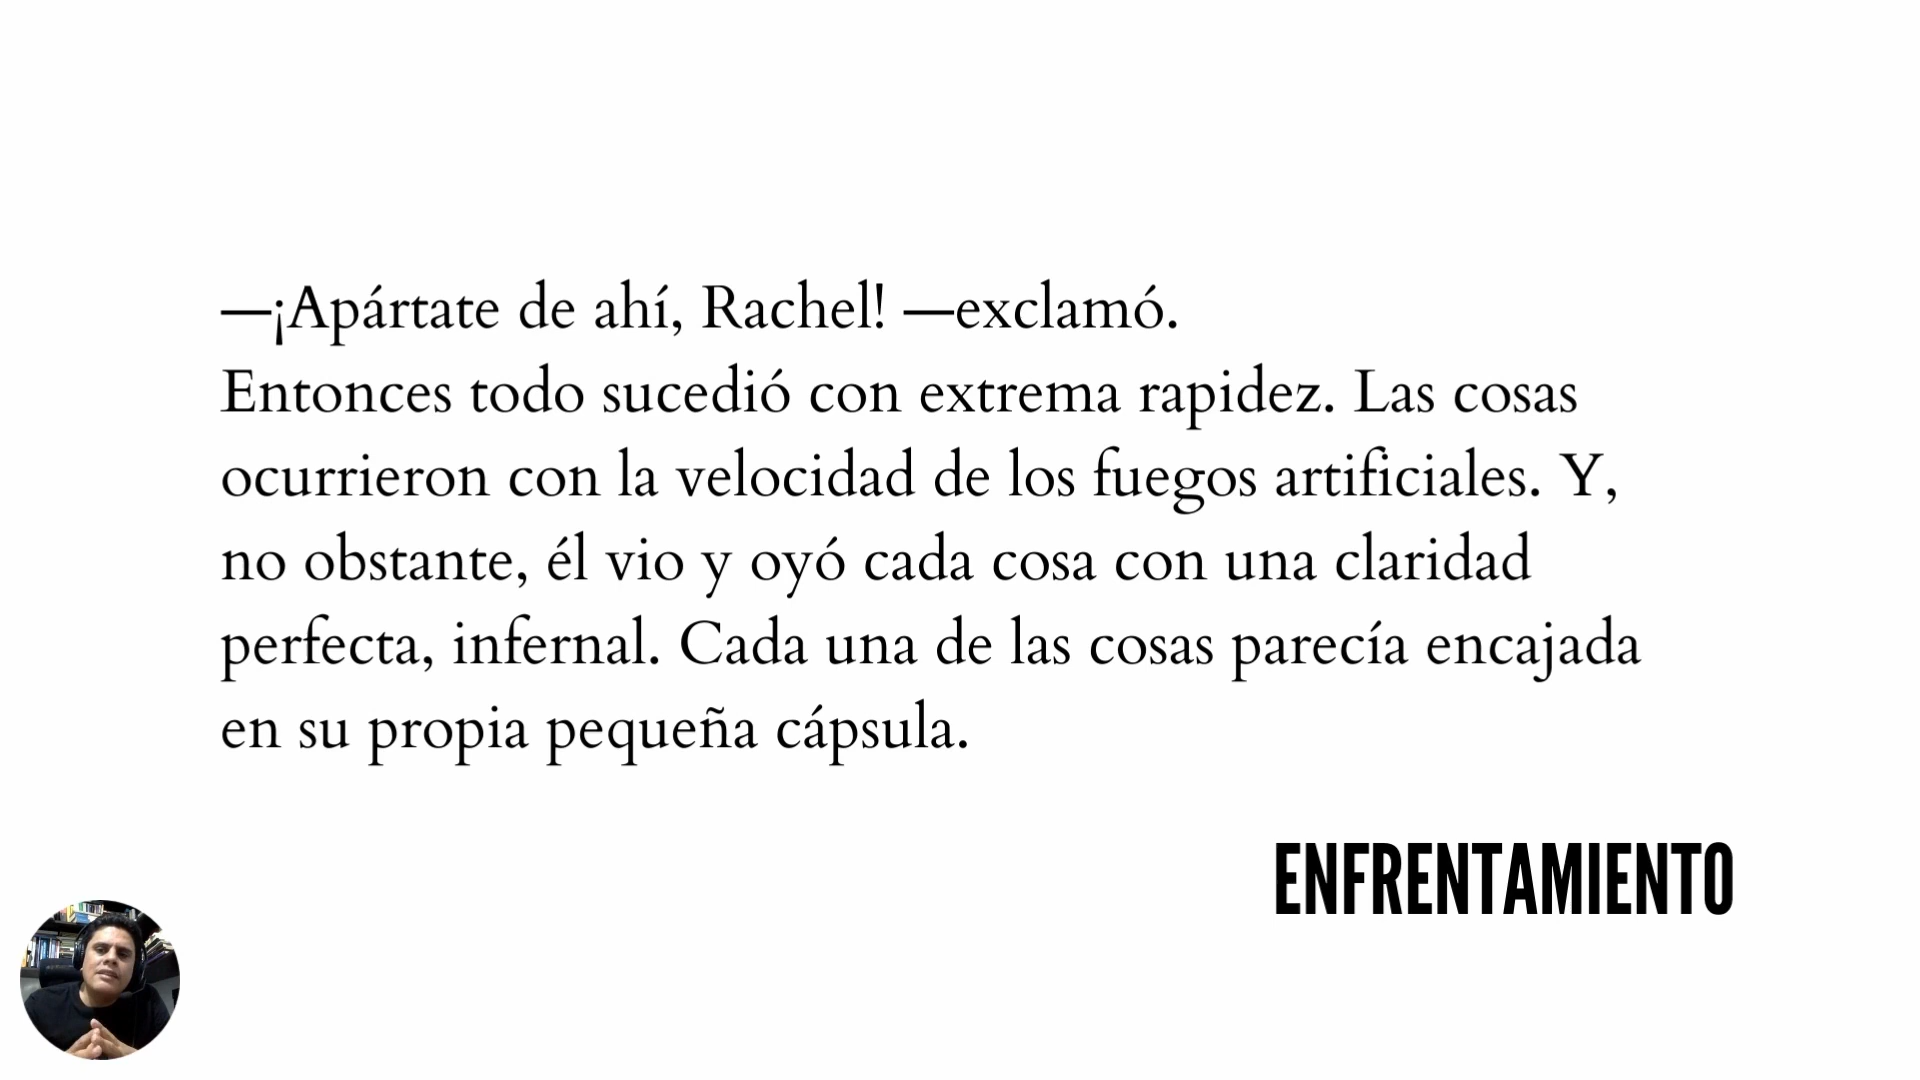 —¡Apártate de ahí, Rachel! —exclamó.
Entonces todo sucedió con extrema rapidez. Las cosas
ocurrieron con la velocidad de los fuegos artificiales. Y,
no obstante, él vio y oyó cada cosa con una claridad
perfecta, infernal. Cada una de las cosas parecía encajada
en su propia pequeña cápsula.
ENFRENTAMIENTO